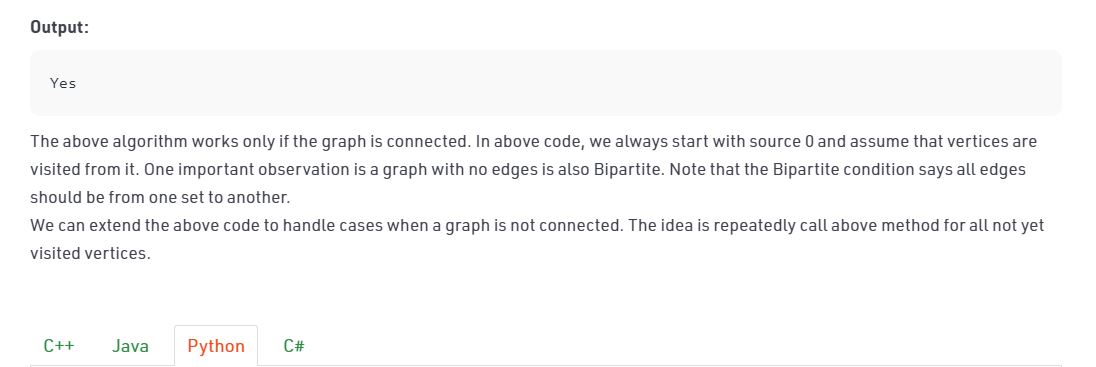 Output:
Yes
The above algorithm works only if the graph is connected. In above code, we always start with source 0 and assume that vertices are
visited from it. One important observation is a graph with no edges is also Bipartite. Note that the Bipartite condition says all edges
should be from one set to another.
We can extend the above code to handle cases when a graph is not connected. The idea is repeatedly call above method for all not yet
visited vertices.
C++ Java Python C#